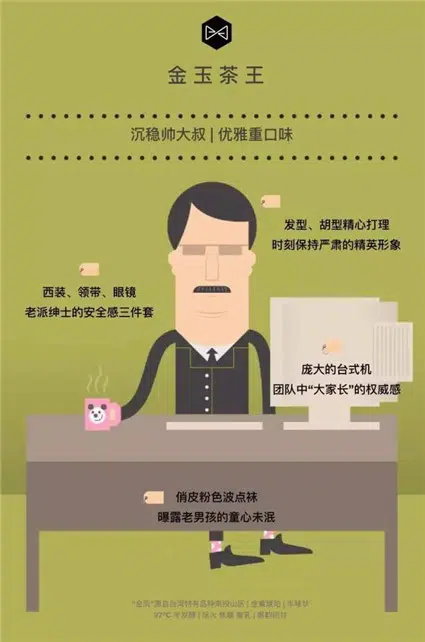 金玉茶王
沉稳帅大叔 | 优雅重口味
发型、胡型精心打理
时刻保持严肃的精英形象
西装、领带、眼镜
老派绅士的安全感三件套
庞大的台式机
团队中“大家长”的权威感
俏皮粉色波点袜
曝露老男孩的童心未泯